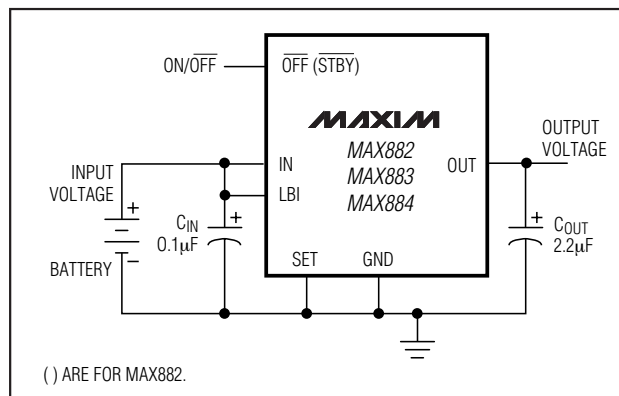 ON/OFF
OFF (STBY)
MAXIM
MAX882
MAX883
MAX884
IN
LBI
OUT
SET
GND
OUTPUT
VOLTAGE
INPUT
VOLTAGE
+
−
BATTERY
CIN
0.1µF
+
COUT
2.2µF
+
( ) ARE FOR MAX882.